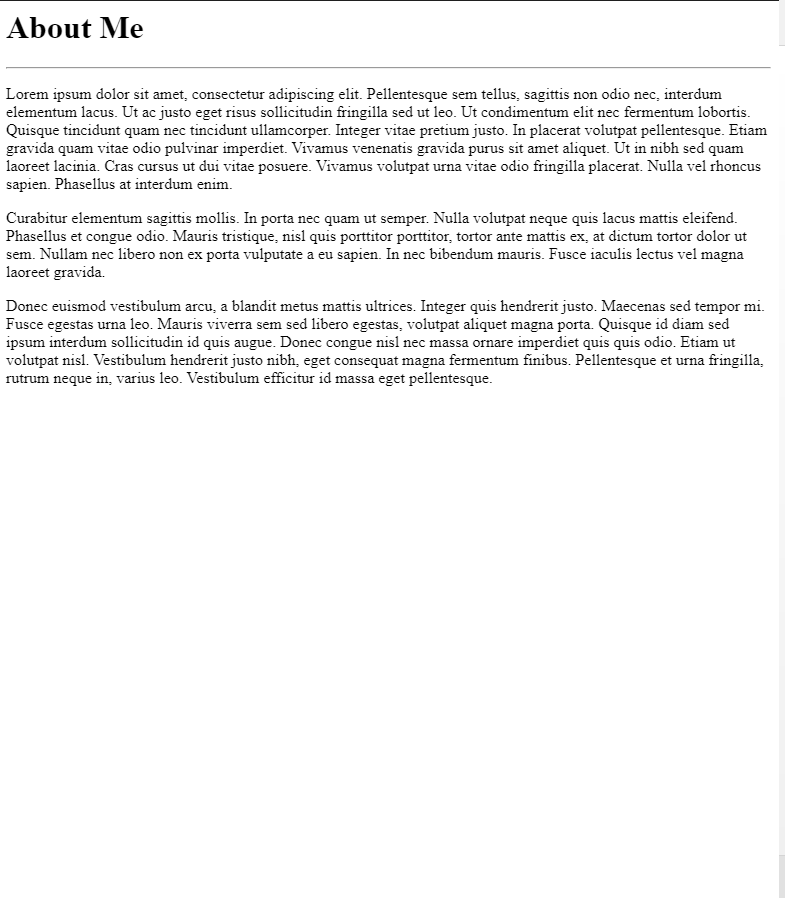 About Me
Lorem ipsum dolor sit amet, consectetur adipiscing elit. Pellentesque sem tellus, sagittis non odio nec, interdum
elementum lacus. Ut ac justo eget risus sollicitudin fringilla sed ut leo. Ut condimentum elit nec fermentum lobortis.
Quisque tincidunt quam nec tincidunt ullamcorper. Integer vitae pretium justo. In placerat volutpat pellentesque. Etiam
gravida quam vitae odio pulvinar imperdiet. Vivamus venenatis gravida purus sit amet aliquet. Ut in nibh sed quam
laoreet lacinia. Cras cursus ut dui vitae posuere. Vivamus volutpat urna vitae odio fringilla placerat. Nulla vel rhoncus
sapien. Phasellus at interdum enim.
Curabitur elementum sagittis mollis. In porta nec quam ut semper. Nulla volutpat neque quis lacus mattis eleifend.
Phasellus et congue odio. Mauris tristique, nisl quis porttitor porttitor, tortor ante mattis ex, at dictum tortor dolor ut
sem. Nullam nec libero non ex porta vulputate a eu sapien. In nec bibendum mauris. Fusce iaculis lectus vel magna
laoreet gravida.
Donec euismod vestibulum arcu, a blandit metus mattis ultrices. Integer quis hendrerit justo. Maecenas sed tempor mi.
Fusce egestas urna leo. Mauris viverra sem sed libero egestas, volutpat aliquet magna porta. Quisque id diam sed
ipsum interdum sollicitudin id quis augue. Donec congue nisl nec massa ornare imperdiet quis quis odio. Etiam ut
volutpat nisl. Vestibulum hendrerit justo nibh, eget consequat magna fermentum finibus. Pellentesque et urna fringilla,
rutrum neque in, varius leo. Vestibulum efficitur id massa eget pellentesque.